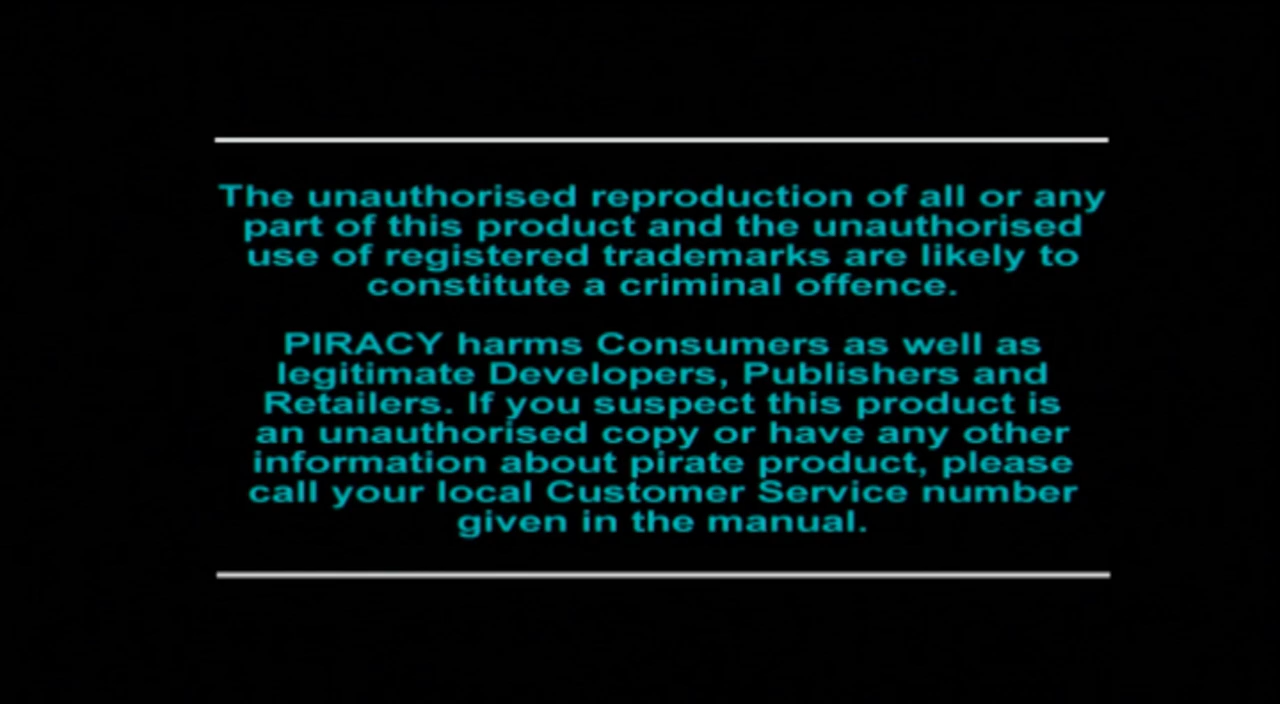 The unauthorised reproduction of all or any
part of this product and the unauthorised
use of registered trademarks are likely to
constitute a criminal offence.
PIRACY harms Consumers as well as
legitimate Developers, Publishers and
Retailers. If you suspect this product is
an unauthorised copy or have any other
information about pirate product, please
call your local Customer Service number
given in the manual.